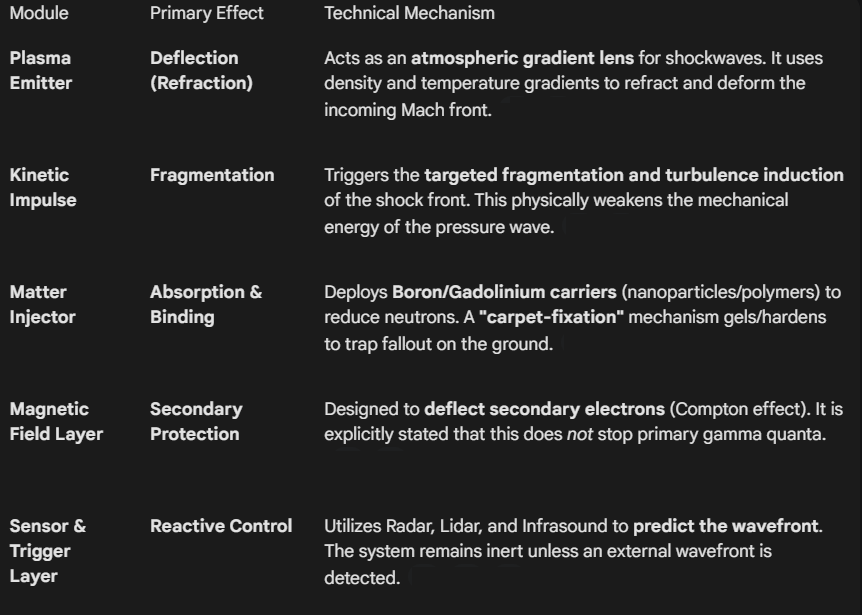 Module Primary Effect Technical Mechanism
Plasma Deflection Acts as an atmospheric gradient lens for shockwaves. It uses
Emitter (Refraction) density and temperature gradients to refract and deform the
incoming Mach front.
Kinetic Fragmentation Triggers the targeted fragmentation and turbulence induction
Impulse of the shock front. This physically weakens the mechanical
energy of the pressure wave.
Matter Absorption & Deploys Boron/Gadolinium carriers (nanoparticles/polymers) to
Injector Binding reduce neutrons. A "carpet-fixation" mechanism gels/hardens
to trap fallout on the ground.
Magnetic Secondary Designed to deflect secondary electrons (Compton effect). It is
Field Layer Protection explicitly stated that this does not stop primary gamma quanta.
Sensor & Reactive Control Utilizes Radar, Lidar, and Infrasound to predict the wavefront.
Trigger The system remains inert unless an external wavefront is
Layer detected.